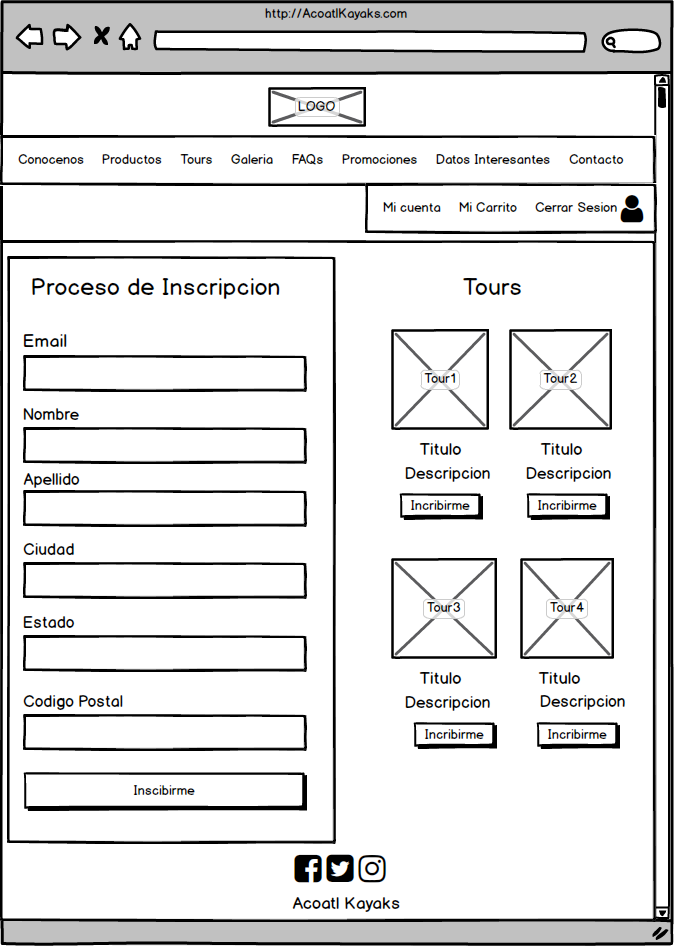 http://AcoatlKayaks.com
LOGO
Conocenos Productos Tours Galeria FAQs Promociones Datos Interesantes Contacto
Mi cuenta Mi Carrito Cerrar Sesion
Proceso de Inscripcion
Email
Nombre
Apellido
Ciudad
Estado
Codigo Postal
Inscibirme
Tours
Tour1 Tour2
Titulo Titulo
Descripcion Descripcion
Incribirme Incribirme
Tour3 Tour4
Titulo Titulo
Descripcion Descripcion
Incribirme Incribirme
Acoatl Kayaks